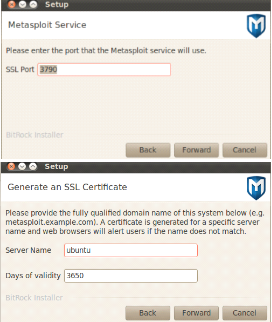 Setup
Metasploit Service
Please enter the port that the Metasploit service will use.
SSL Port 3790
BitRock Installer
Back Forward Cancel
Setup
Generate an SSL Certificate
Please provide the fully qualified domain name of this system below (e.g.
metasploit.example.com). A certificate is generated for a specific server
name and web browsers will alert users if the name does not match.
Server Name ubuntu
Days of validity 3650
BitRock Installer
Back Forward Cancel